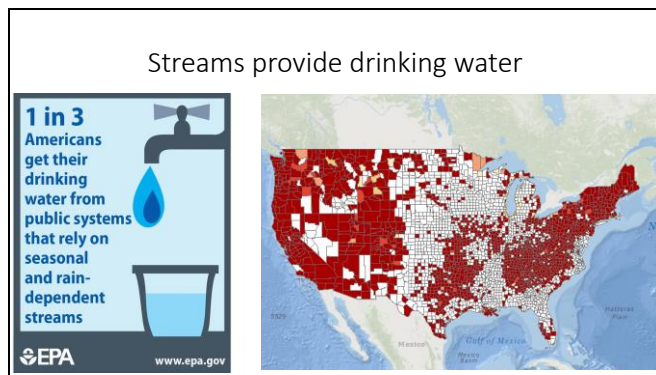 Streams provide drinking water
1 in 3
Americans
get their
drinking
water from
public systems
that rely on
seasonal
and rain-
dependent
streams
EPA
www.epa.gov
Mexico
Gulf of Mexico